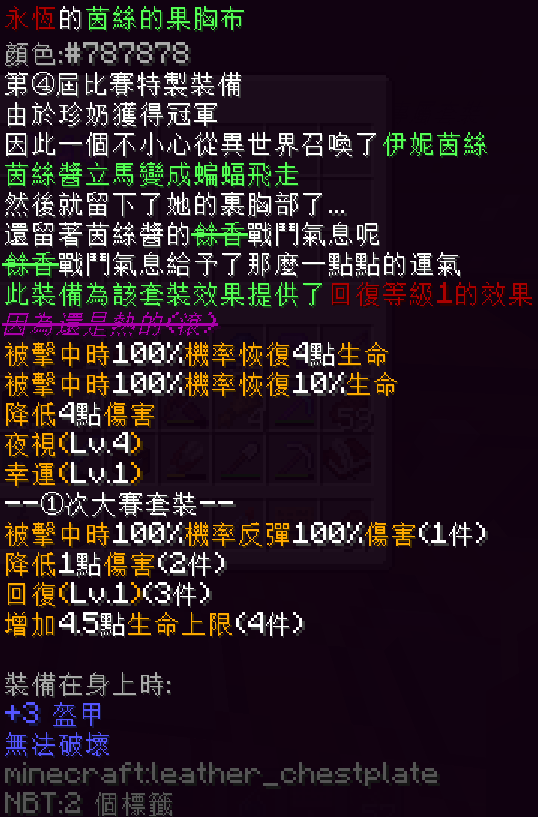 永恆的茵絲的果胸布
顏色:#787878
第④屆比賽特製裝備
由於珍奶獲得冠軍
因此一個不小心從異世界召喚了伊妮茵絲
茵絲醬立馬變成蝙蝠飛走
然後就留下了她的裹胸部了...
還留著茵絲醬的餘香戰鬥氣息呢
餘香戰鬥氣息給予了那麼一點點的運氣
此裝備為該套裝效果提供了回復等級1的效果
因為還是熱的(滾)
被擊中時100%機率恢復4點生命
被擊中時100%機率恢復10%生命
降低4點傷害
夜視(Lv.4)
幸運(Lv.1)
--①次大賽套裝--
被擊中時100%機率反彈100%傷害(1件)
降低1點傷害(2件)
回復(Lv.1)(3件)
增加4.5點生命上限(4件)
裝備在身上時:
+3 盔甲
無法破壞
minecraft:leather_chestplate
NBT:2 個標籤